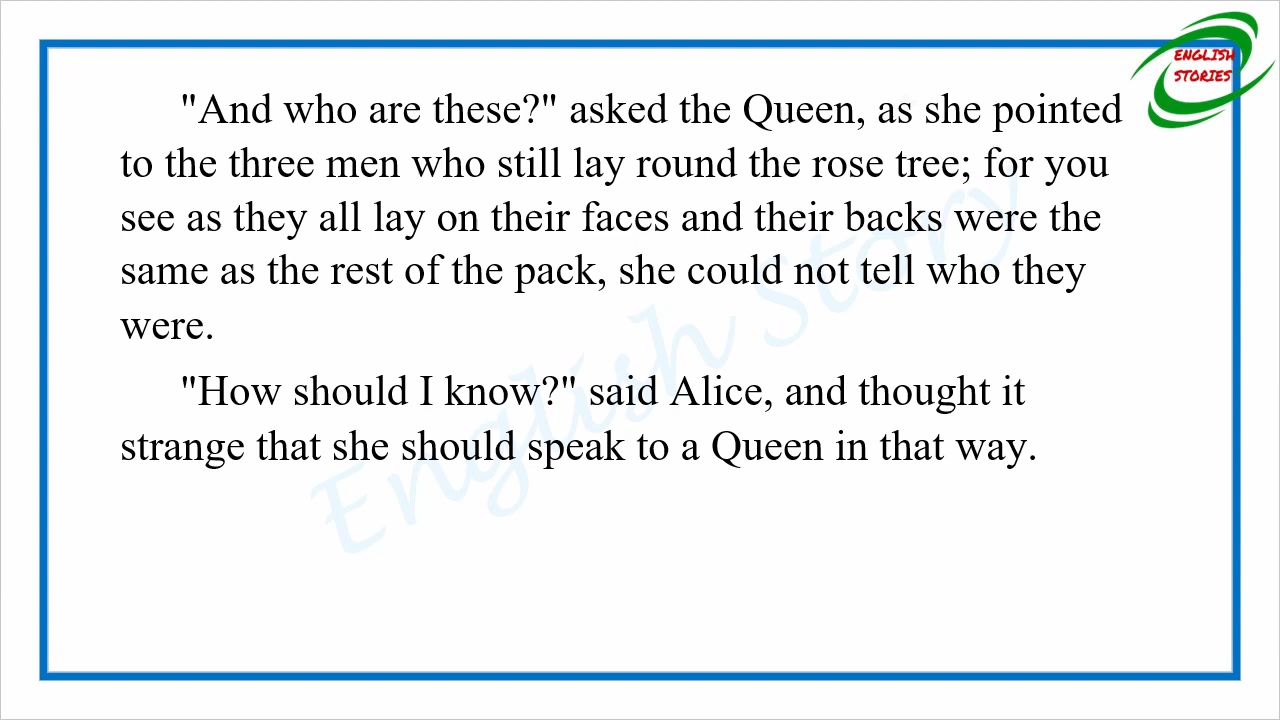 ENGLISH
STORIES
"And who are these?" asked the Queen, as she pointed
to the three men who still lay round the rose tree; for you
see as they all lay on their faces and their backs were the
same as the rest of the pack, she could not tell who they
were.
"How should I know?" said Alice, and thought it
strange that she should speak to a Queen in that way.
English Story